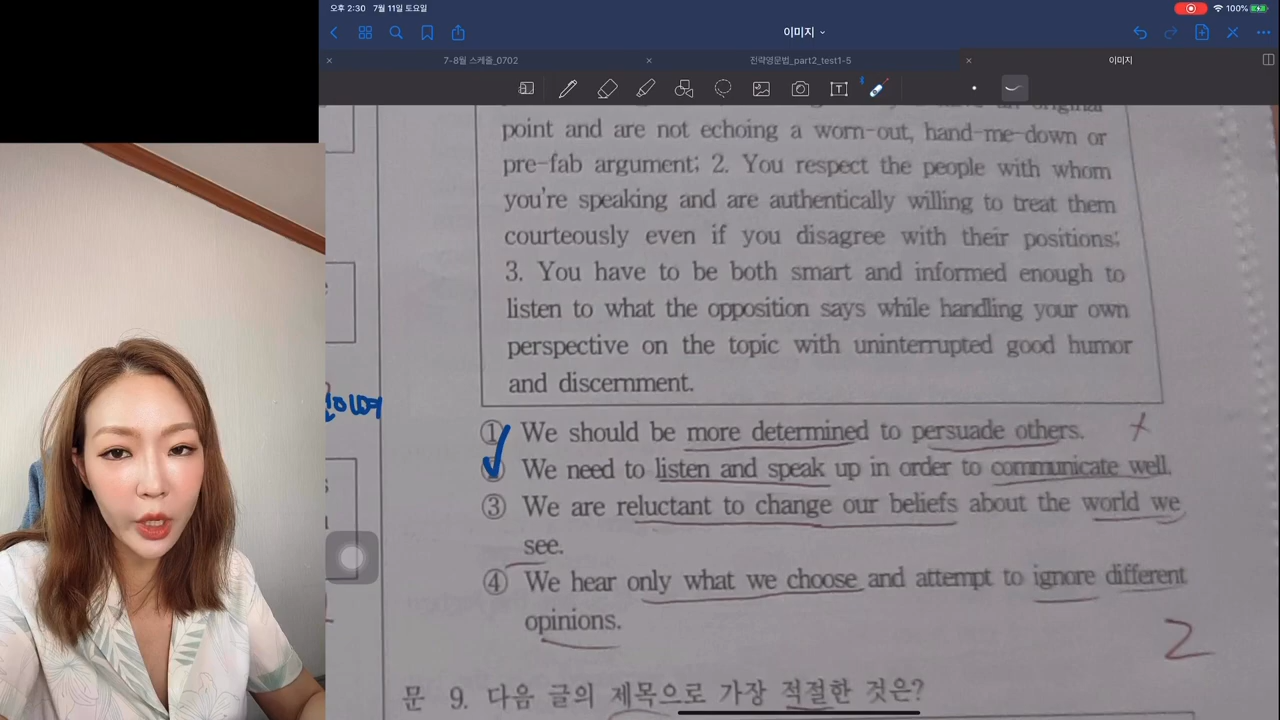 오후 2:30 7월 11일 토요일
100%
이미지
7-8월 스케줄_0702
전략영문법_part2_test1-5
이미지
original
point and are not echoing a worn-out, hand-me-down or
pre-fab argument; 2. You respect the people with whom
you're speaking and are authentically willing to treat them
courteously even if you disagree with their positions;
3. You have to be both smart and informed enough to
listen to what the opposition says while handling your own
perspective on the topic with uninterrupted good humor
and discernment.
① We should be more determined to persuade others.
We need to listen and speak up in order to communicate well.
③ We are reluctant to change our beliefs about the world we
see.
④ We hear only what we choose and attempt to ignore different
opinions.
2
문 9. 다음 글의 제목으로 가장 적절한 것은?